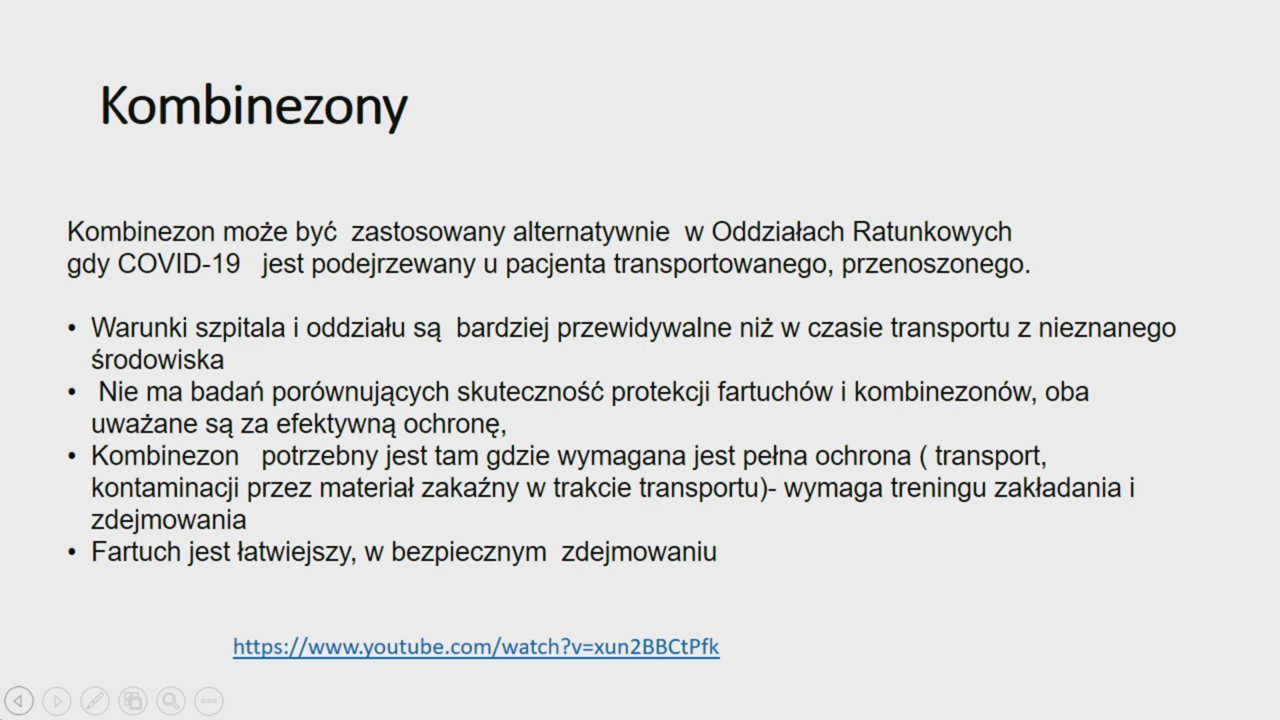 Kombinezony
Kombinezon może być  zastosowany alternatywnie  w Oddziałach Ratunkowych
gdy COVID-19   jest podejrzewany u pacjenta transportowanego, przenoszonego.
• Warunki szpitala i oddziału są  bardziej przewidywalne niż w czasie transportu z nieznanego
środowiska
•  Nie ma badań porównujących skuteczność protekcji fartuchów i kombinezonów, oba
uważane są za efektywną ochronę,
• Kombinezon   potrzebny jest tam gdzie wymagana jest pełna ochrona ( transport,
kontaminacji przez materiał zakaźny w trakcie transportu)- wymaga treningu zakładania i
zdejmowania
• Fartuch jest łatwiejszy, w bezpiecznym  zdejmowaniu
https://www.youtube.com/watch?v=xun2BBCtPfk